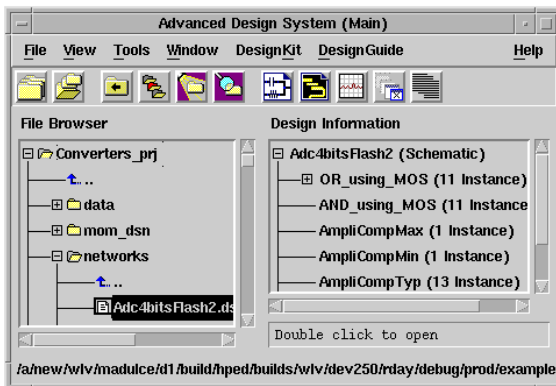 Advanced Design System (Main)
File View Tools Window DesignKit DesignGuide Help
File Browser
Converters_prj
..
data
mom_dsn
networks
..
Adc4bitsFlash2.ds
Design Information
Adc4bitsFlash2 (Schematic)
OR_using_MOS (11 Instance)
AND_using_MOS (11 Instance
AmpliCompMax (1 Instance)
AmpliCompMin (1 Instance)
AmpliCompTyp (13 Instance)
Double click to open
/a/new/wlv/madulce/d1/build/hped/builds/wlv/dev250/rday/debug/prod/example